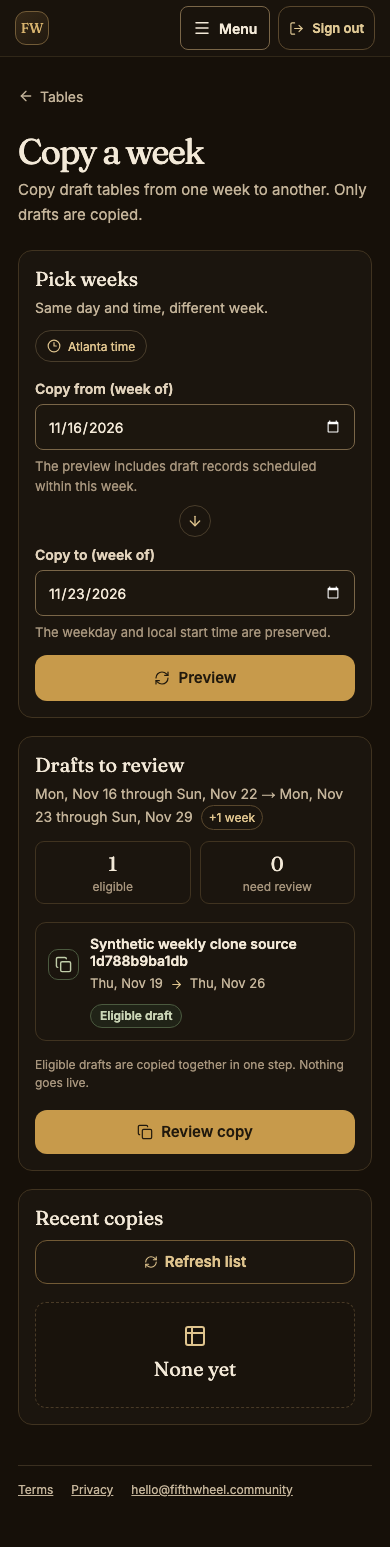 FW
Menu
Sign out
Tables
Copy a week
Copy draft tables from one week to another. Only
drafts are copied.
Pick weeks
Same day and time, different week.
Atlanta time
Copy from (week of)
11/16/2026
The preview includes draft records scheduled
within this week.
Copy to (week of)
11/23/2026
The weekday and local start time are preserved.
Preview
Drafts to review
Mon, Nov 16 through Sun, Nov 22 → Mon, Nov
23 through Sun, Nov 29 +1 week
1
eligible
0
need review
Synthetic weekly clone source
1d788b9ba1db
Thu, Nov 19 → Thu, Nov 26
Eligible draft
Eligible drafts are copied together in one step. Nothing
goes live.
Review copy
Recent copies
Refresh list
None yet
Terms Privacy hello@fifthwheel.community